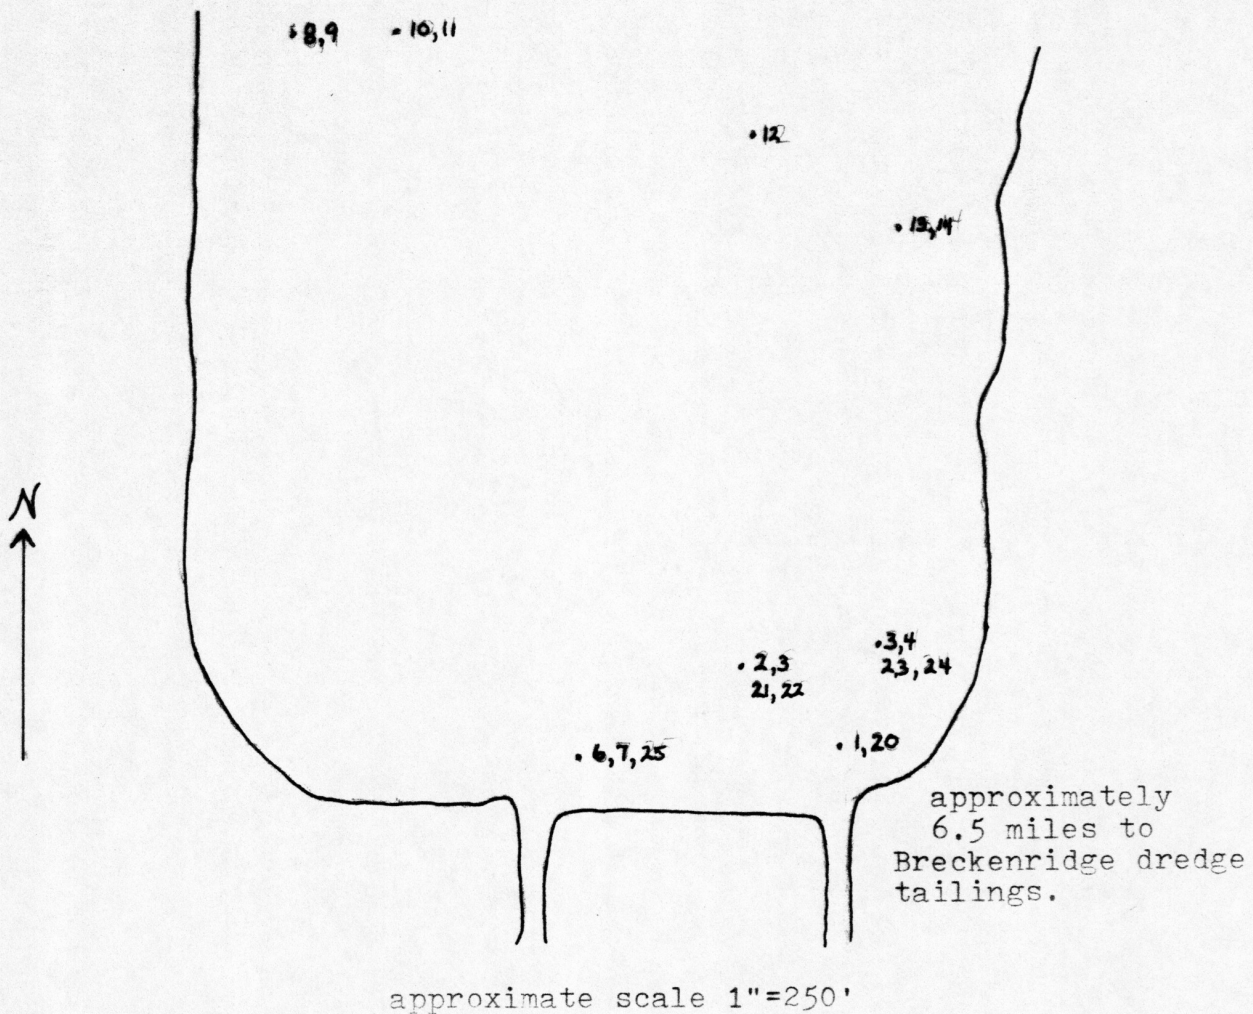 8,9
10,11
12
13,14
N
3,4
23,24
2,3
21,22
1,20
6,7,25
approximately
6.5 miles to
Breckenridge dredge
tailings.
approximate scale 1"=250'